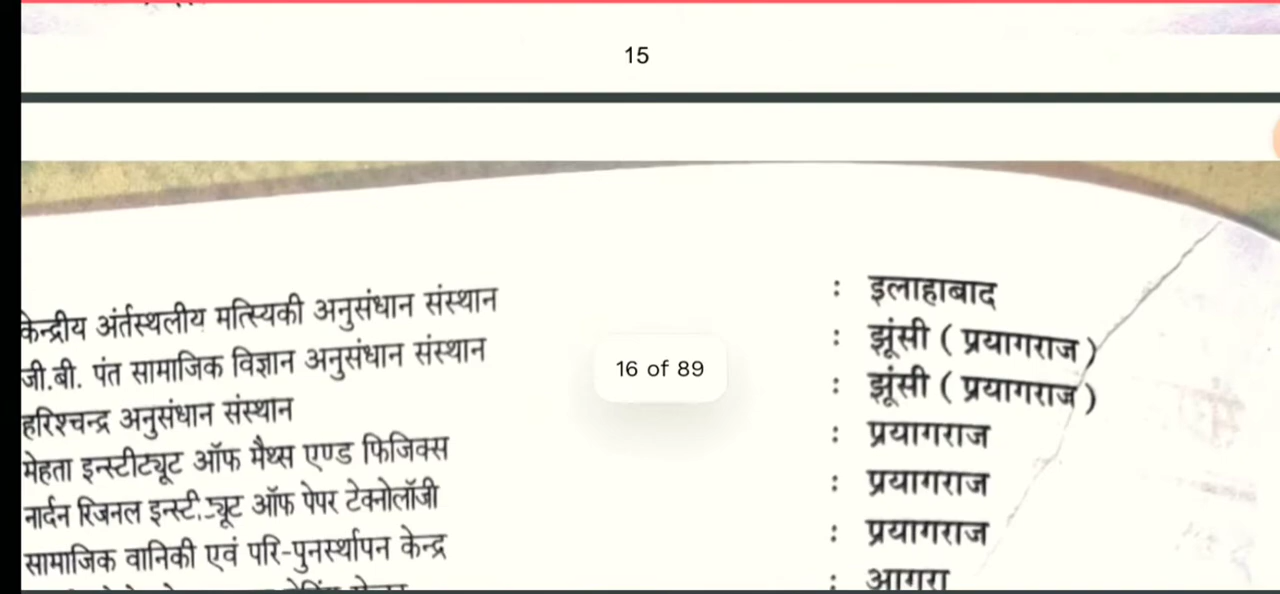 15
केन्द्रीय अंर्तस्थलीय मत्स्यिकी अनुसंधान संस्थान : इलाहाबाद
जी.बी. पंत सामाजिक विज्ञान अनुसंधान संस्थान : झूंसी ( प्रयागराज )
16 of 89
हरिश्चन्द्र अनुसंधान संस्थान : झूंसी ( प्रयागराज )
मेहता इन्स्टीट्यूट ऑफ मैथ्स एण्ड फिजिक्स : प्रयागराज
नार्दन रिजनल ऑफ पेपर टेक्नोलॉजी : प्रयागराज
सामाजिक वानिकी एवं परि-पुनर्स्थापन केन्द्र : प्रयागराज
: आगरा